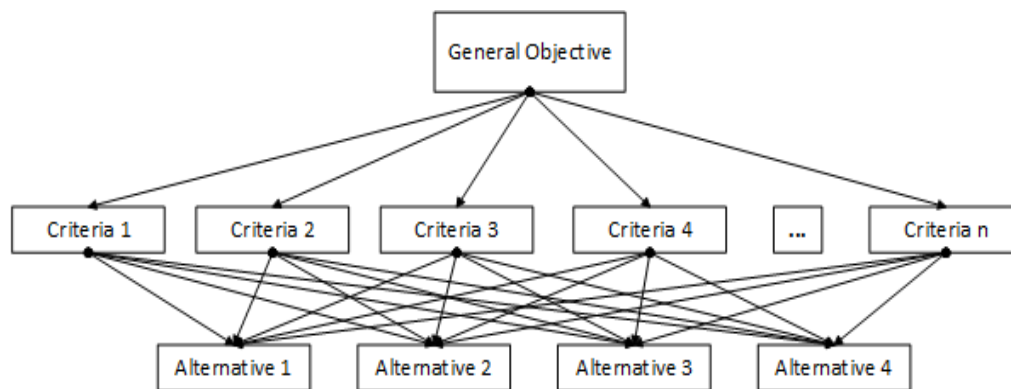 General Objective
Criteria 1
Criteria 2
Criteria 3
Criteria 4
...
Criteria n
Alternative 1
Alternative 2
Alternative 3
Alternative 4